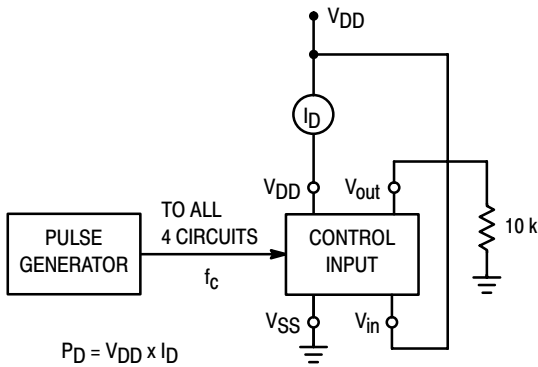 VDD
ID
VDD
Vout
10 k
TO ALL
4 CIRCUITS
PULSE
GENERATOR
fc
CONTROL
INPUT
VSS
Vin
PD = VDD x ID